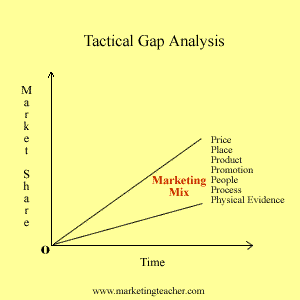 Tactical Gap Analysis
Market Share
Price
Place
Product
Promotion
People
Process
Physical Evidence
Marketing
Mix
0
Time
www.marketingteacher.com